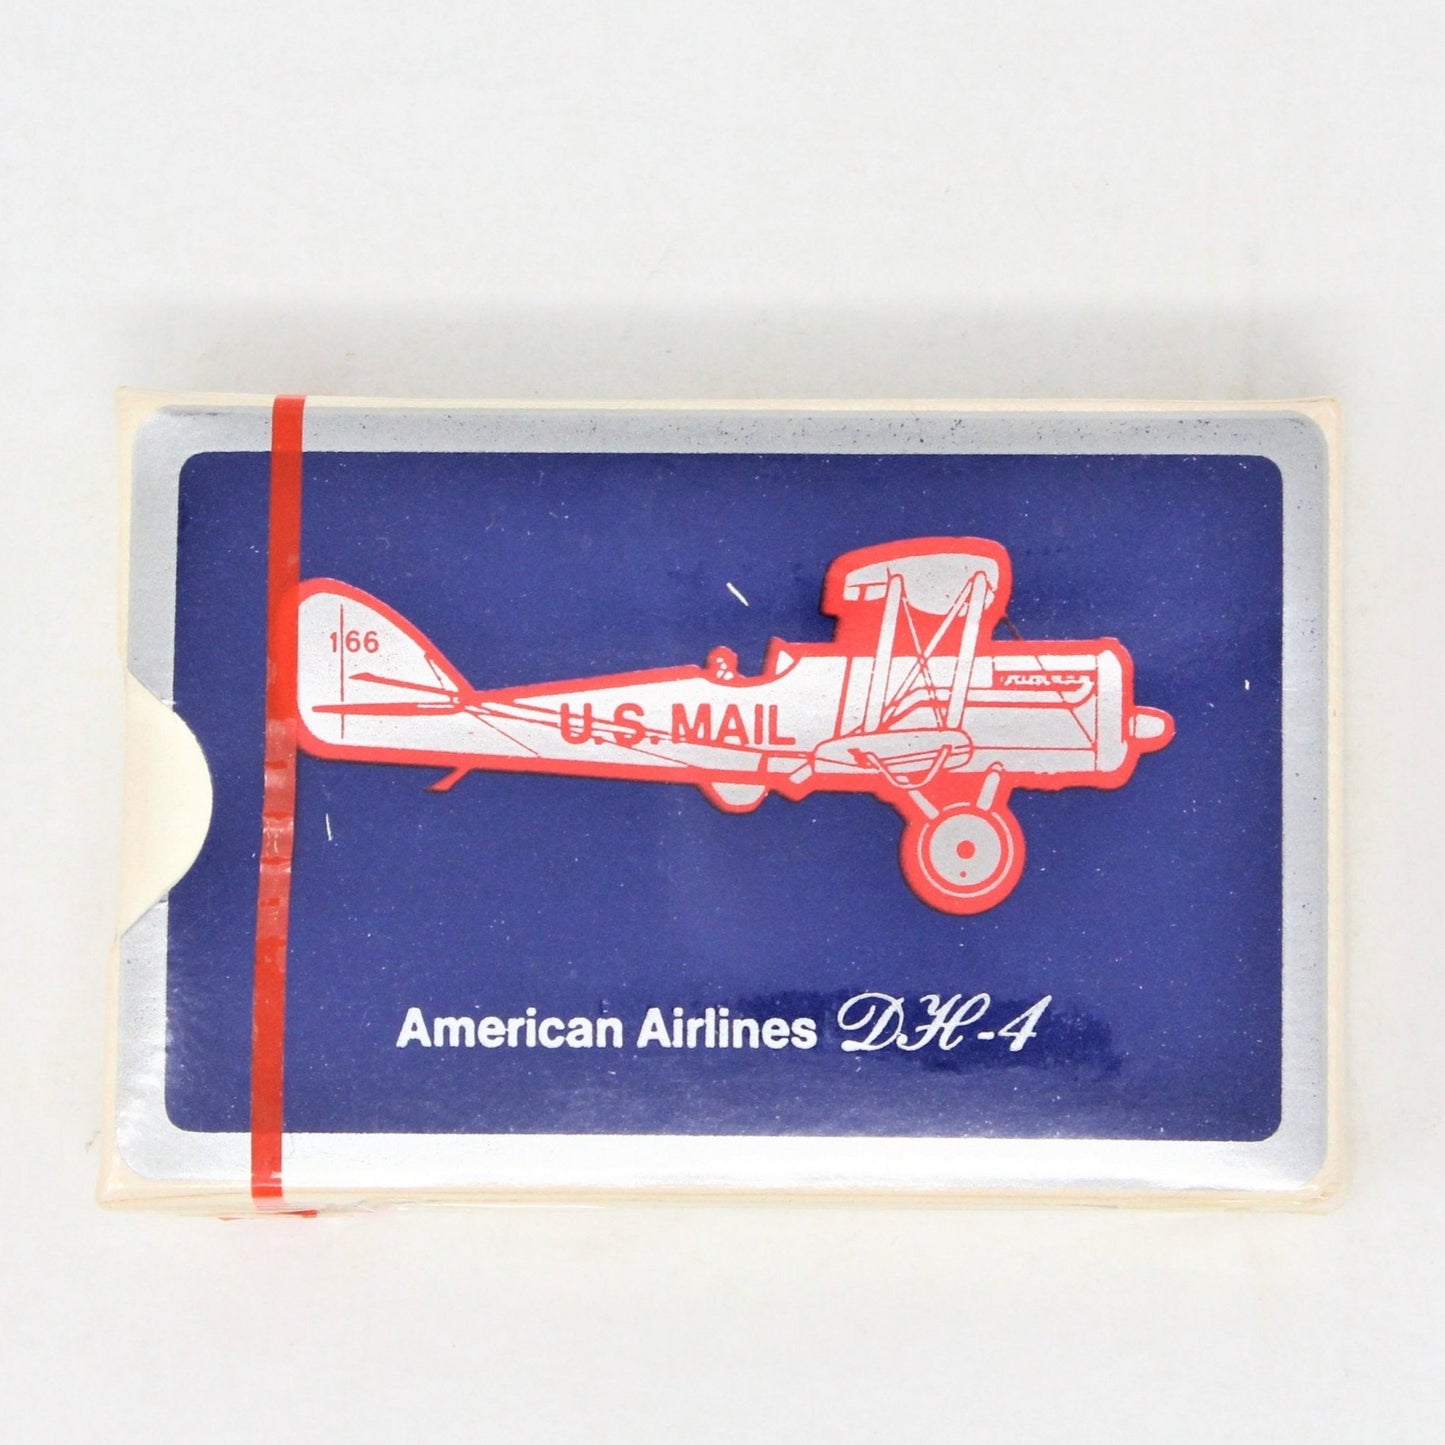 166
U.S. MAIL
American Airlines DH-4